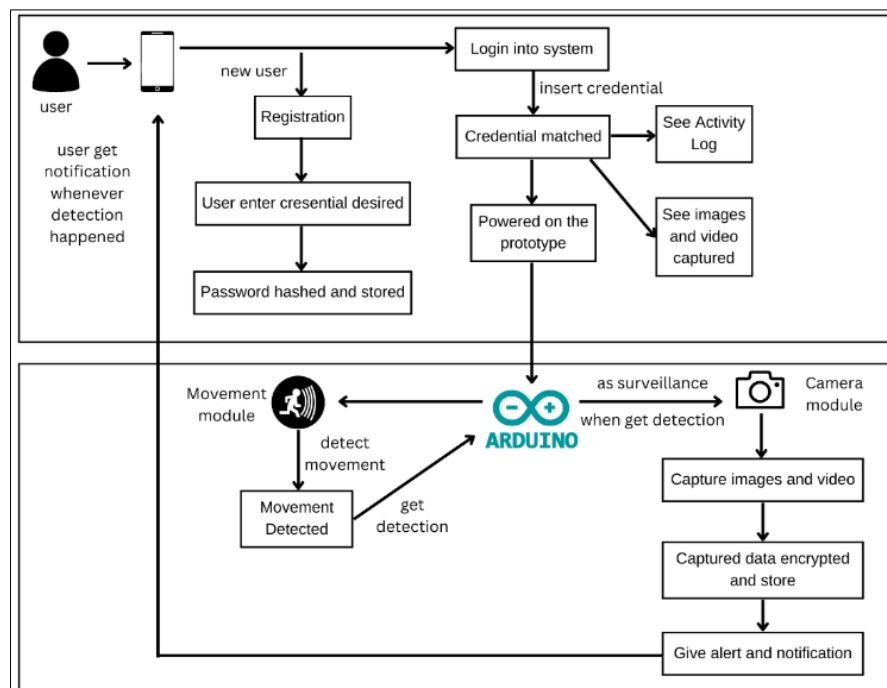 user
new user
Login into system
insert credential
Registration
Credential matched
See Activity
Log
user get
notification
whenever
detection
happened
User enter cresential desired
Powered on the
prototype
See images
and video
captured
Password hashed and stored
Movement
module
detect
movement
Movement
Detected
get
detection
ARDUINO
as surveillance
when get detection
Camera
module
Capture images and video
Captured data encrypted
and store
Give alert and notification